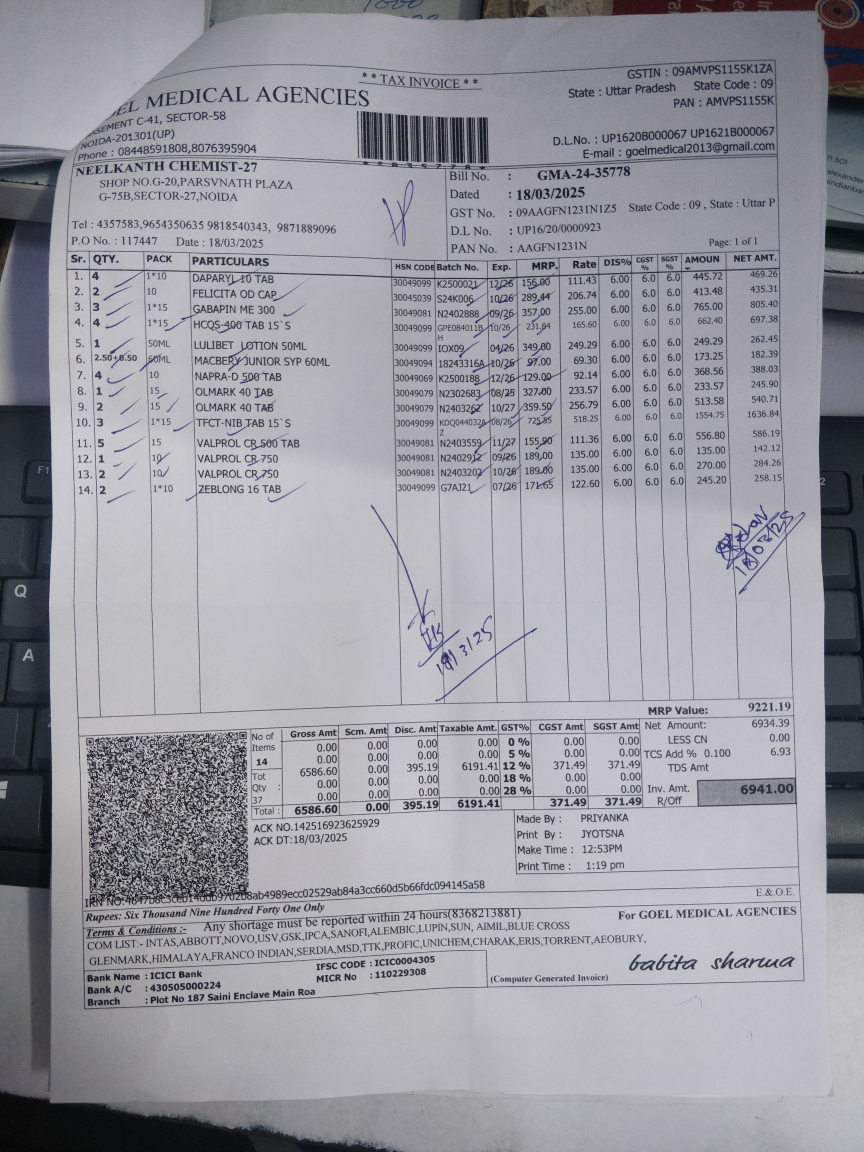 * * TAX INVOICE * *
GSTIN : 09AMVPS1155K1ZA
State : Uttar Pradesh State Code : 09
PAN : AMVPS1155K
OEL MEDICAL AGENCIES
ASEMENT C-41, SECTOR-58
NOIDA-201301(UP)
Phone : 08448591808,8076395904
D.L.No. : UP1620B000067 UP1621B000067
E-mail : goelmedical2013@gmail.com
NEELKANTH CHEMIST-27
SHOP NO.G-20,PARSVNATH PLAZA
G-75B,SECTOR-27,NOIDA
Tel : 4357583,9654350635 9818540343, 9871889096
P.O No. : 117447 Date : 18/03/2025
Bill No. : GMA-24-35778
Dated : 18/03/2025
GST No. : 09AAGFN1231N1Z5 State Code : 09 , State : Uttar P
D.L No. : UP16/20/0000923
PAN No. : AAGFN1231N
Page: 1 of 1
Sr. QTY. PACK PARTICULARS HSN CODE Batch No. Exp. MRP. Rate DIS% CGST % SGST % AMOUN NET AMT.
1. 4 1*10 DAPARYL 10 TAB 30049099 K2500021 12/26 156.00 111.43 6.00 6.0 6.0 445.72 469.26
2. 2 10 FELICITA OD CAP 30045039 S24K006 10/26 289.44 206.74 6.00 6.0 6.0 413.48 435.31
3. 3 1*15 GABAPIN ME 300 30049081 N2402888 09/26 357.00 255.00 6.00 6.0 6.0 765.00 805.40
4. 4 1*15 HCQS-400 TAB 15`S 30049099 GPE084011B H 10/26 231.84 165.60 6.00 6.0 6.0 662.40 697.38
5. 1 50ML LULIBET LOTION 50ML 30049099 IOX09 04/26 349.00 249.29 6.00 6.0 6.0 249.29 262.45
6. 2.50+0.50 60ML MACBERY JUNIOR SYP 60ML 30049094 18243316A 10/26 97.00 69.30 6.00 6.0 6.0 173.25 182.39
7. 4 10 NAPRA-D 500 TAB 30049069 K2500188 12/26 129.00 92.14 6.00 6.0 6.0 368.56 388.03
8. 1 15 OLMARK 40 TAB 30049079 N2302683 08/25 327.00 233.57 6.00 6.0 6.0 233.57 245.90
9. 2 15 OLMARK 40 TAB 30049079 N2403262 10/27 359.50 256.79 6.00 6.0 6.0 513.58 540.71
10. 3 1*15 TFCT-NIB TAB 15`S 30049099 KDQ044032A Z 08/26 725.55 518.25 6.00 6.0 6.0 1554.75 1636.84
11. 5 15 VALPROL CR 500 TAB 30049081 N2403559 11/27 155.90 111.36 6.00 6.0 6.0 556.80 586.19
12. 1 10 VALPROL CR 750 30049081 N2402912 09/26 189.00 135.00 6.00 6.0 6.0 135.00 142.12
13. 2 10 VALPROL CR 750 30049081 N2403202 10/26 189.00 135.00 6.00 6.0 6.0 270.00 284.26
14. 2 1*10 ZEBLONG 16 TAB 30049099 G7AJ21 07/26 171.65 122.60 6.00 6.0 6.0 245.20 258.15
18/03/25
18/3/25
MRP Value: 9221.19
No of Items 14
Tot Qty : 37
Gross Amt Scm. Amt Disc. Amt Taxable Amt. GST% CGST Amt SGST Amt
0.00 0.00 0.00 0.00 0 % 0.00 0.00
0.00 0.00 0.00 0.00 5 % 0.00 0.00
6586.60 0.00 395.19 6191.41 12 % 371.49 371.49
0.00 0.00 0.00 0.00 18 % 0.00 0.00
0.00 0.00 0.00 0.00 28 % 0.00 0.00
Total : 6586.60 0.00 395.19 6191.41 371.49 371.49
Net Amount: 6934.39
LESS CN 0.00
TCS Add % 0.100 6.93
TDS Amt
Inv. Amt. 6941.00
R/Off
ACK NO.142516923625929
ACK DT:18/03/2025
Made By : PRIYANKA
Print By : JYOTSNA
Make Time : 12:53PM
Print Time : 1:19 pm
E.& O.E.
Rupees: Six Thousand Nine Hundred Forty One Only
Terms & Conditions :- Any shortage must be reported within 24 hours(8368213881)
COM LIST:- INTAS,ABBOTT,NOVO,USV,GSK,IPCA,SANOFI,ALEMBIC,LUPIN,SUN, AIMIL,BLUE CROSS
GLENMARK,HIMALAYA,FRANCO INDIAN,SERDIA,MSD,TTK,PROFIC,UNICHEM,CHARAK,ERIS,TORRENT,AEOBURY,
For GOEL MEDICAL AGENCIES
Bank Name : ICICI Bank IFSC CODE : ICIC0004305
Bank A/C : 430505000224 MICR No : 110229308
Branch : Plot No 187 Saini Enclave Main Roa
(Computer Generated Invoice)
babita sharma